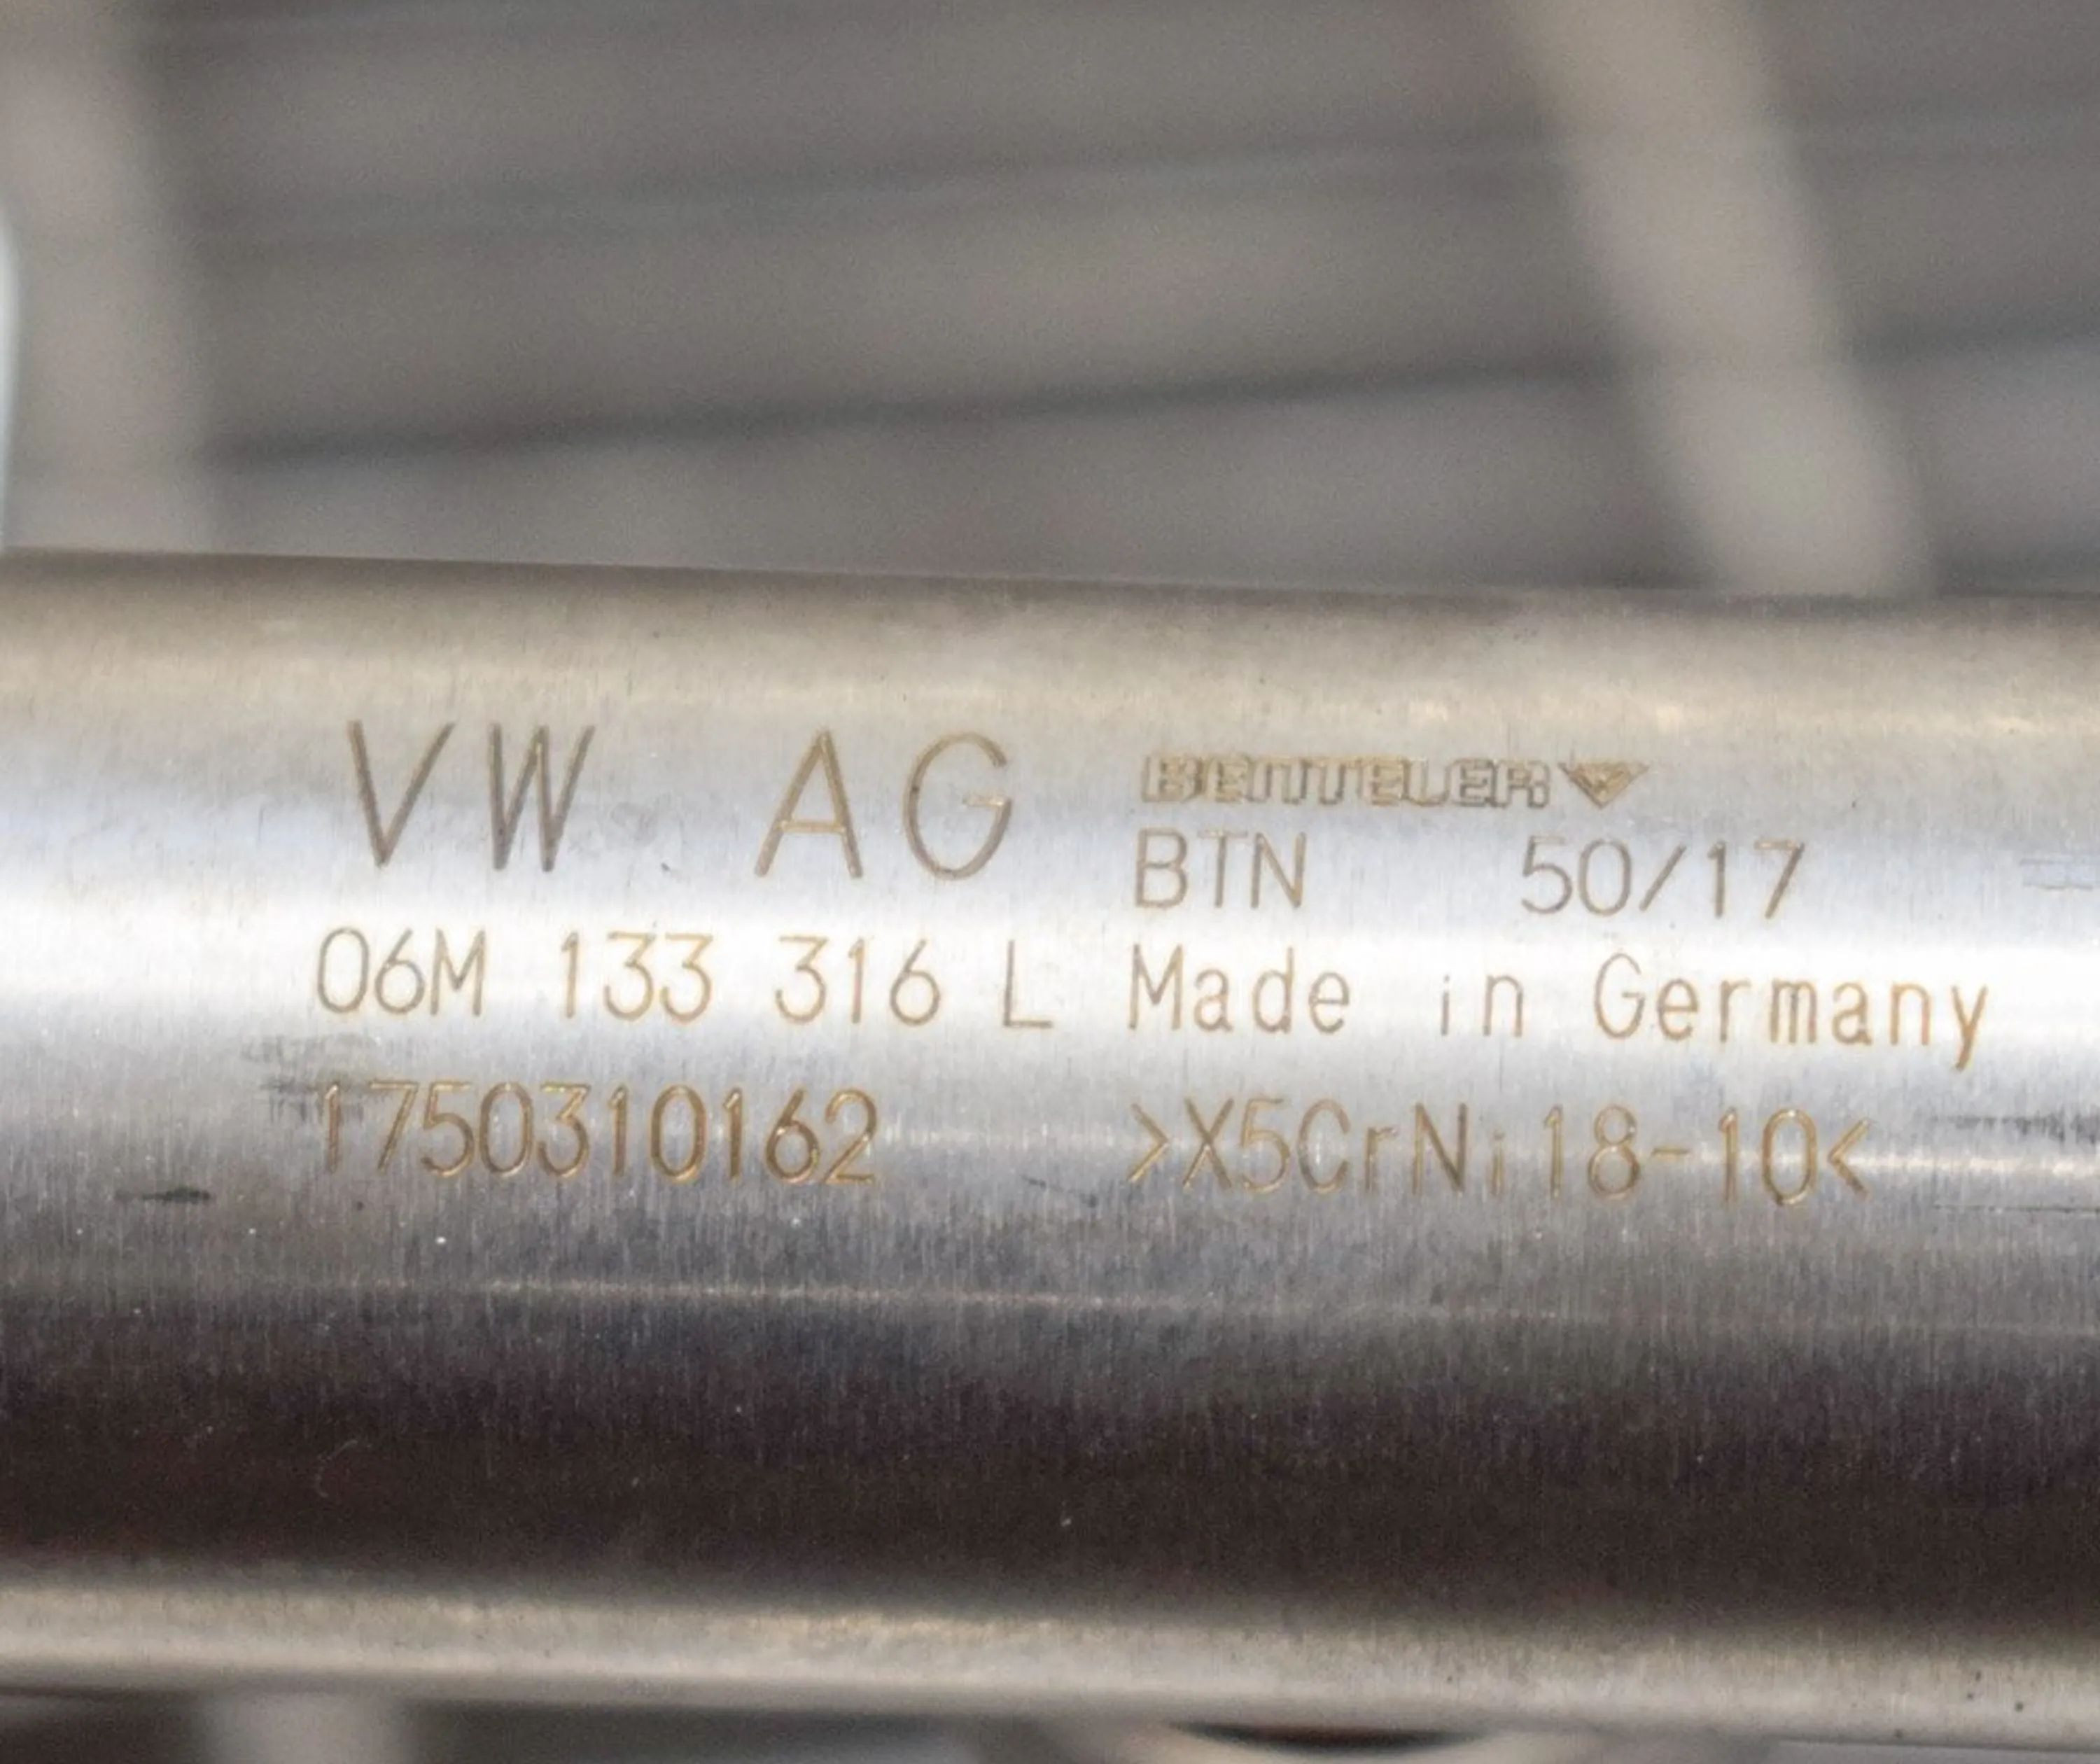 VW AG
06M 133 316 L
1750310162
BENTELER
BTN 50/17
Made in Germany
>X5CrNi18-10<